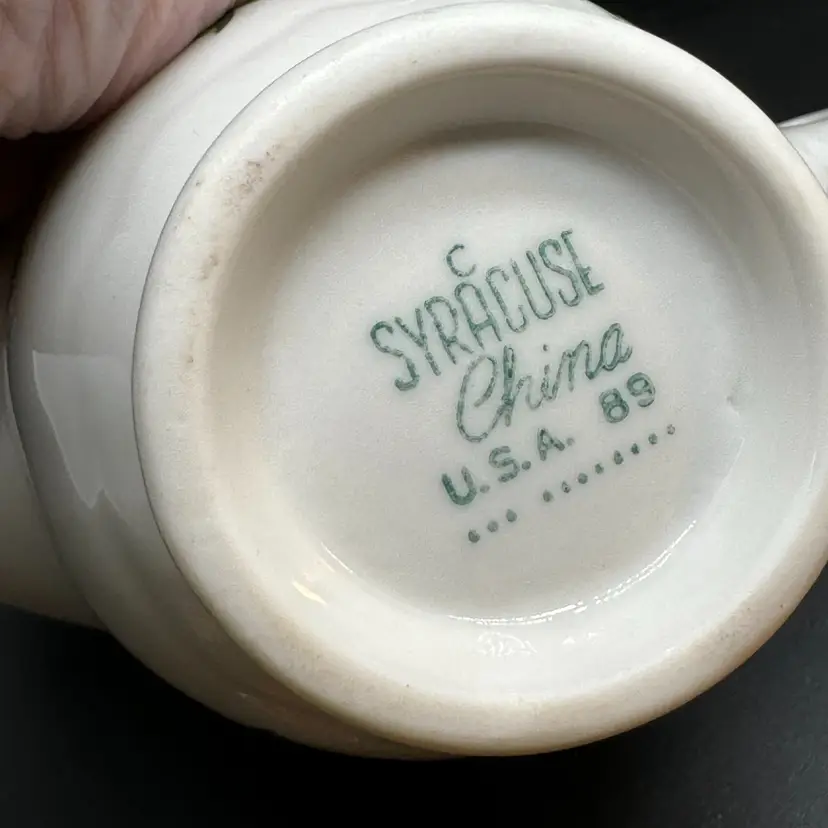 C
SYRACUSE
China
U.S.A. 89
... ........